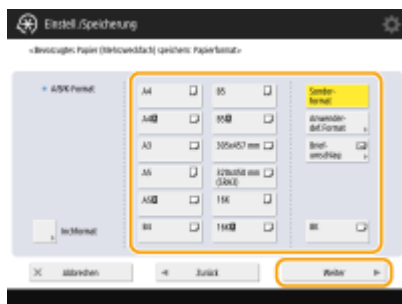 Einstell./Speicherung
<Bevorzugtes Papier (Mehrzweckfach) speichern: Papierformat>
A/B/K-Format
A4
B5
Sonder-
format
A4R
B5R
Anwender-
def.Format
A3
305x457 mm
Brief-
umschlag
A5
320x450 mm
(SRA3)
A5R
16K
Inchformat
B4
16KR
8K
Abbrechen
Zurück
Weiter